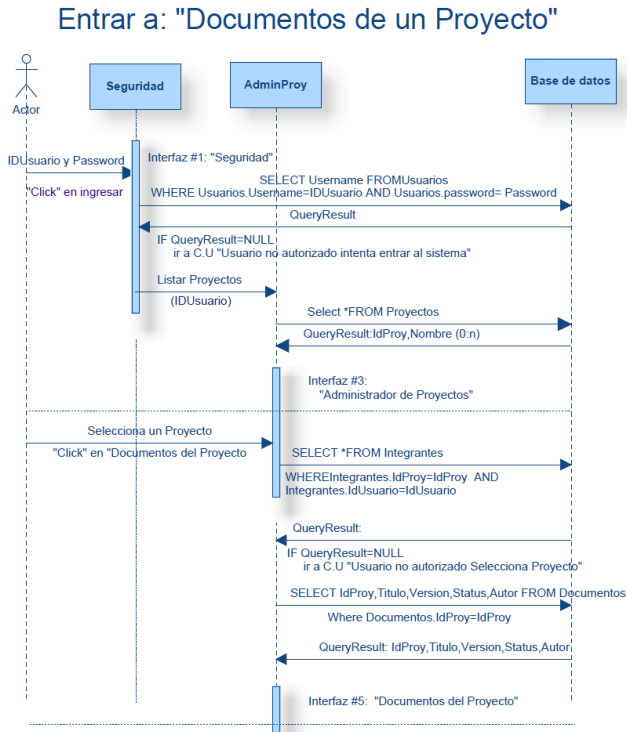 Entrar a: "Documentos de un Proyecto"
Actor
Seguridad
AdminProy
Base de datos
IDUsuario y Password
Interfaz #1: "Seguridad"
"Click" en ingresar
SELECT Username FROMUsuarios
WHERE Usuarios.Username=IDUsuario AND Usuarios.password= Password
QueryResult
IF QueryResult=NULL
ir a C.U "Usuario no autorizado intenta entrar al sistema"
Listar Proyectos
(IDUsuario)
Select *FROM Proyectos
QueryResult:IdProy,Nombre (0:n)
Interfaz #3:
"Administrador de Proyectos"
Selecciona un Proyecto
"Click" en "Documentos del Proyecto
SELECT *FROM Integrantes
WHEREIntegrantes.IdProy=IdProy AND
Integrantes.IdUsuario=IdUsuario
QueryResult:
IF QueryResult=NULL
ir a C.U "Usuario no autorizado Selecciona Proyecto"
SELECT IdProy,Titulo,Version,Status,Autor FROM Documentos
Where Documentos.IdProy=IdProy
QueryResult: IdProy,Titulo,Version,Status,Autor
Interfaz #5: "Documentos del Proyecto"